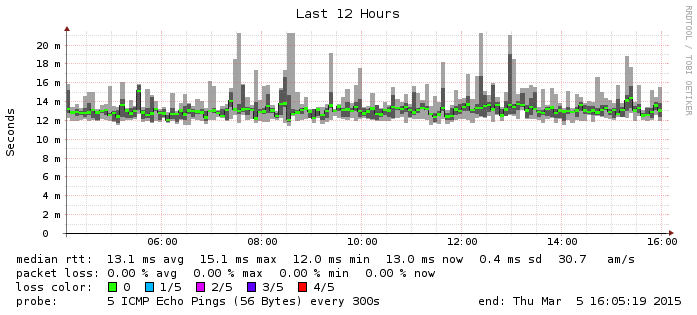 Last 12 Hours
RRDTOOL / TOBI OETIKER
Seconds
20 m
18 m
16 m
14 m
12 m
10 m
8 m
6 m
4 m
2 m
0
06:00 08:00 10:00 12:00 14:00 16:00
median rtt: 13.1 ms avg 15.1 ms max 12.0 ms min 13.0 ms now 0.4 ms sd 30.7 am/s
packet loss: 0.00 % avg 0.00 % max 0.00 % min 0.00 % now
loss color: 0 1/5 2/5 3/5 4/5
probe: 5 ICMP Echo Pings (56 Bytes) every 300s end: Thu Mar 5 16:05:19 2015